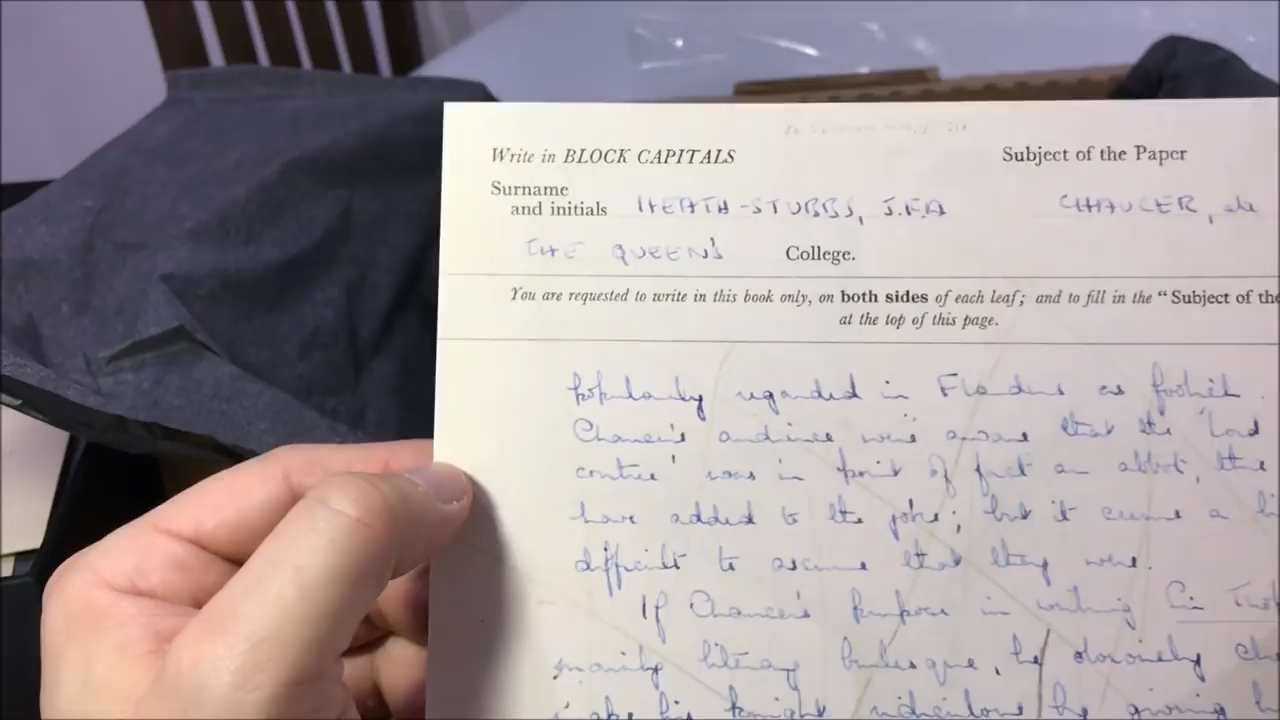 Write in BLOCK CAPITALS
Subject of the Paper
Surname
and initials HEATH-STUBBS, J.F.A
CHAUCER, etc
THE QUEEN'S College.
You are requested to write in this book only, on both sides of each leaf; and to fill in the "Subject of the
at the top of this page.
popularly regarded in Flanders as foolish.
Chaucer's audience were aware that the 'Lord
contree' was in point of fact an abbot, this
have added to the joke; but it seems a
difficult to assume that they were.
If Chaucer's purpose in writing Sir
mainly literary burlesque, he obviously
make his knight ridiculous by giving